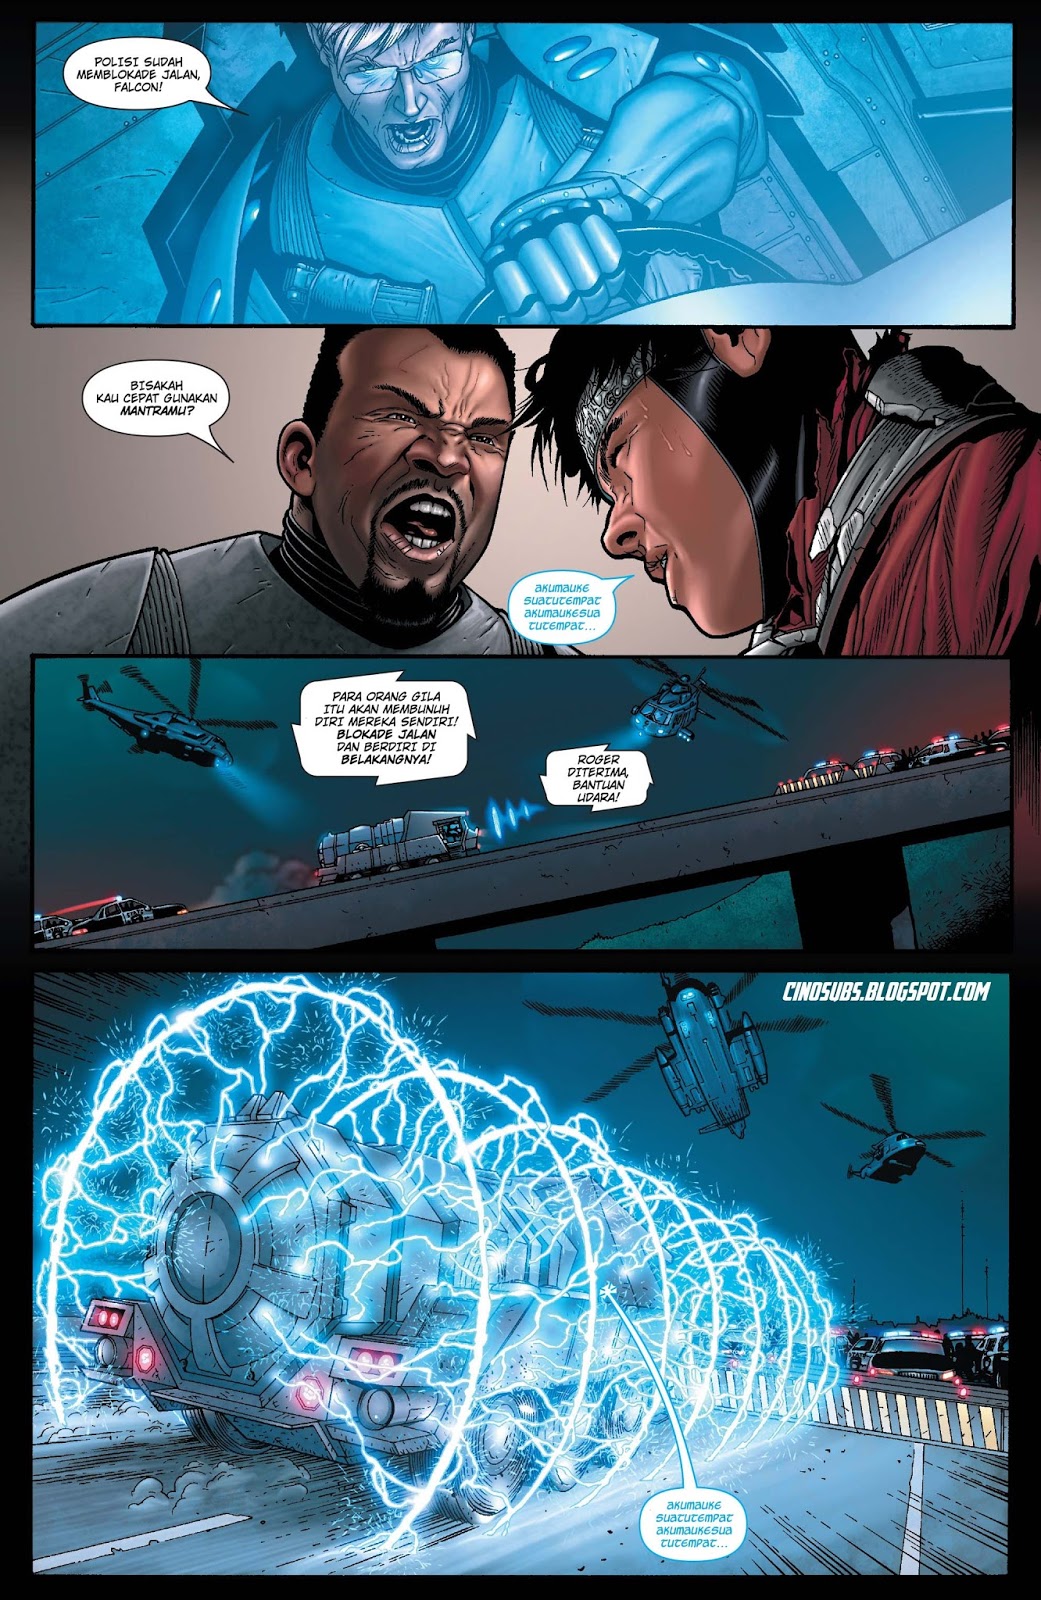 POLISI SUDAH
MEMBLOKADE JALAN,
FALCON!
BISAKAH
KAU CEPAT GUNAKAN
MANTRAMU?
AKUMAUKE
SUATUTEMPAT
AKUMAUKESUA
TUTEMPAT...
PARA ORANG GILA
ITU AKAN MEMBUNUH
DIRI MEREKA SENDIRI!
BLOKADE JALAN
DAN BERDIRI DI
BELAKANGNYA!
ROGER
DITERIMA,
BANTUAN
UDARA!
CINOSUBS.BLOGSPOT.COM
AKUMAUKE
SUATUTEMPAT
AKUMAUKESUA
TUTEMPAT...